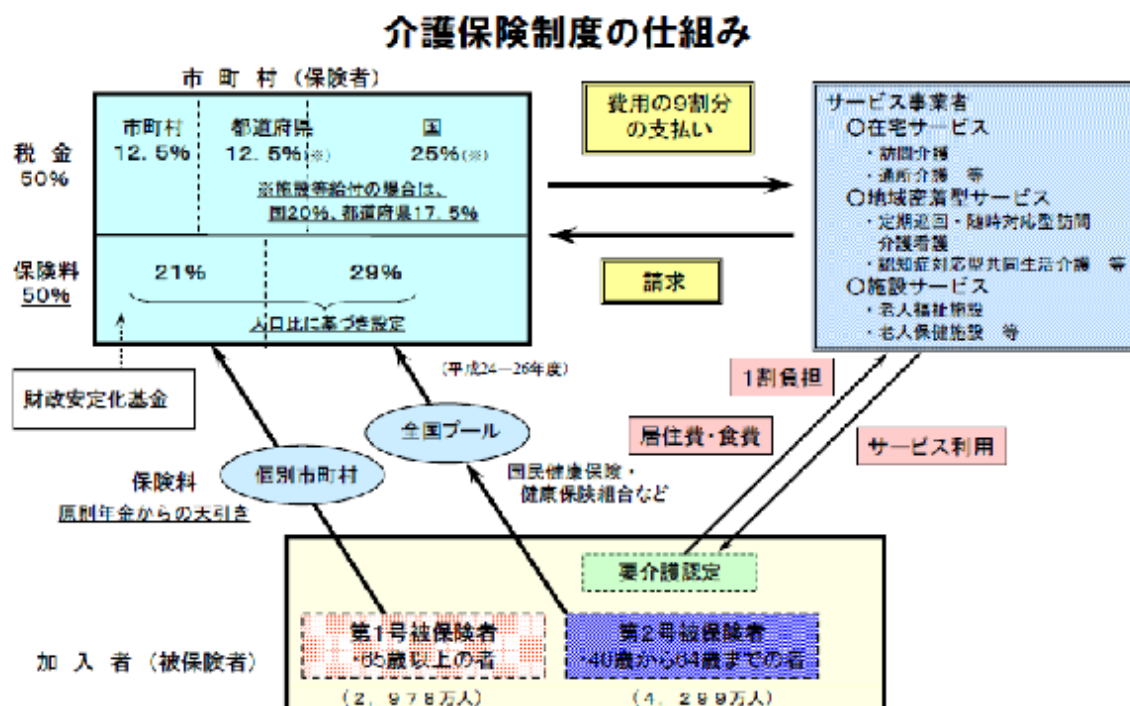 介護保険制度の仕組み
市 町 村 (保険者)
税 金
50%
市町村
12.5%
都道府県
12.5%(※)
国
25%(※)
※施設等給付の場合は、
国20%、都道府県17.5%
保険料
50%
21%
29%
人口比に基づき設定
財政安定化基金
費用の9割分
の支払い
請求
サービス事業者
○在宅サービス
・訪問介護
・通所介護 等
○地域密着型サービス
・定期巡回・随時対応型訪問
介護看護
・認知症対応型共同生活介護 等
○施設サービス
・老人福祉施設
・老人保健施設 等
(平成24-26年度)
全国プール
個別市町村
保険料
原則年金からの天引き
国民健康保険・
健康保険組合など
1割負担
居住費・食費
サービス利用
要介護認定
加 入 者 (被保険者)
第1号被保険者
・65歳以上の者
第2号被保険者
・40歳から64歳までの者
(2,978万人)
(4,299万人)